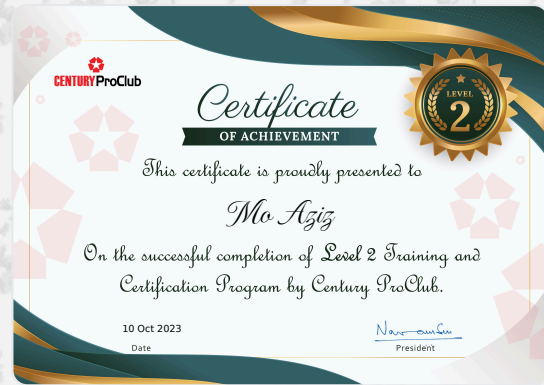 CENTURY ProClub
Certificate
OF ACHIEVEMENT
LEVEL
2
This certificate is proudly presented to
Mo Aziz
On the successful completion of Level 2 Training and
Certification Program by Century ProClub.
10 Oct 2023
Date
President